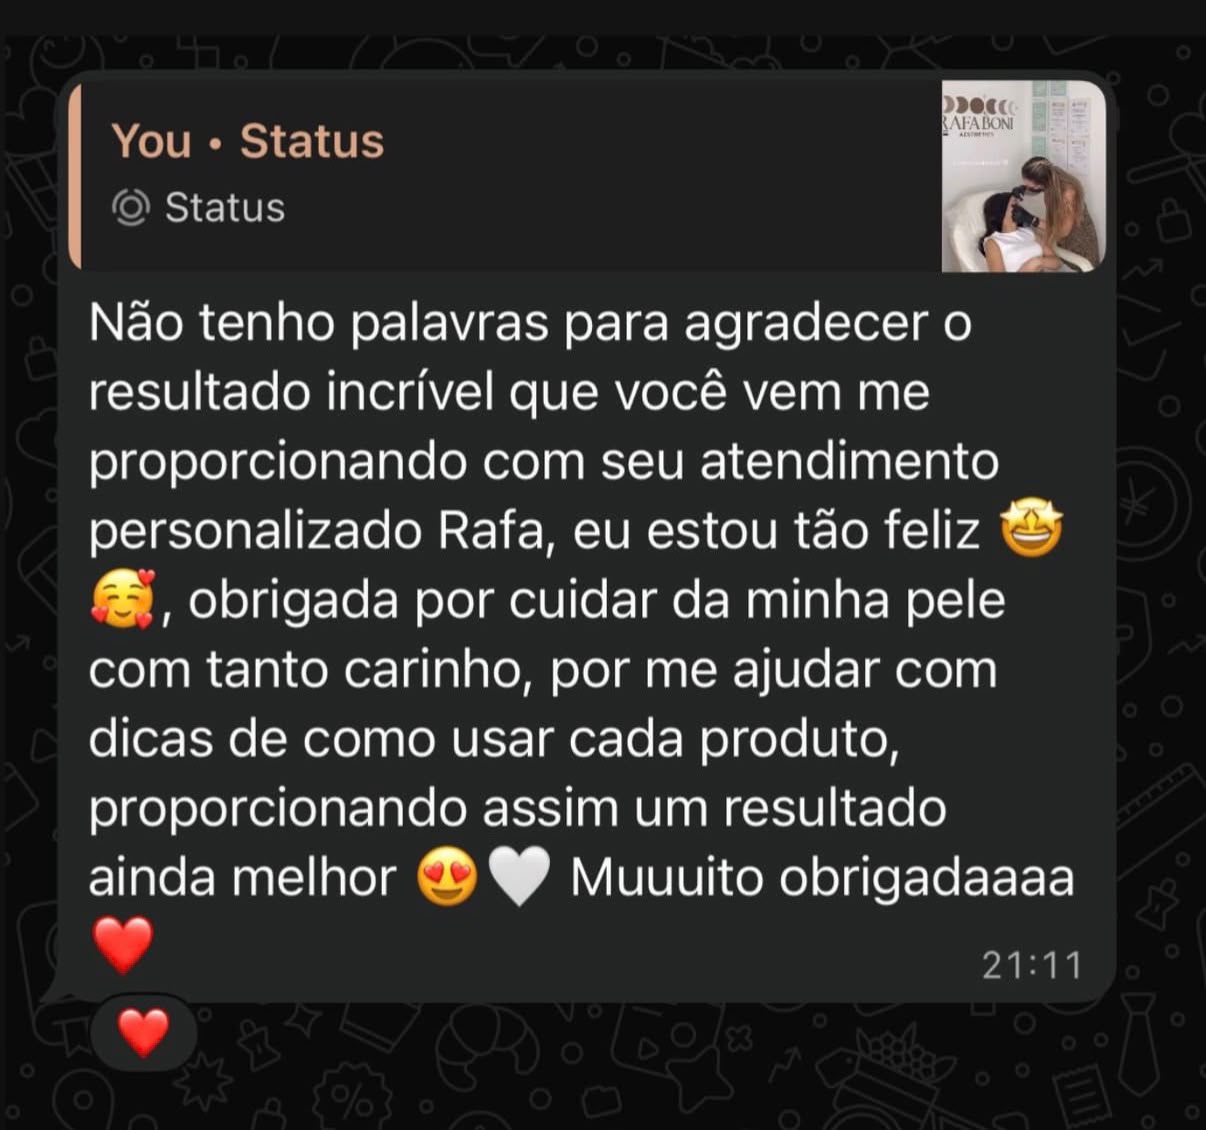 You • Status
Status
RAFA BONI
AESTHETICS
Não tenho palavras para agradecer o
resultado incrível que você vem me
proporcionando com seu atendimento
personalizado Rafa, eu estou tão feliz 🤩
🥰, obrigada por cuidar da minha pele
com tanto carinho, por me ajudar com
dicas de como usar cada produto,
proporcionando assim um resultado
ainda melhor 😍🤍 Muuuito obrigadaaaa
❤️
21:11
❤️